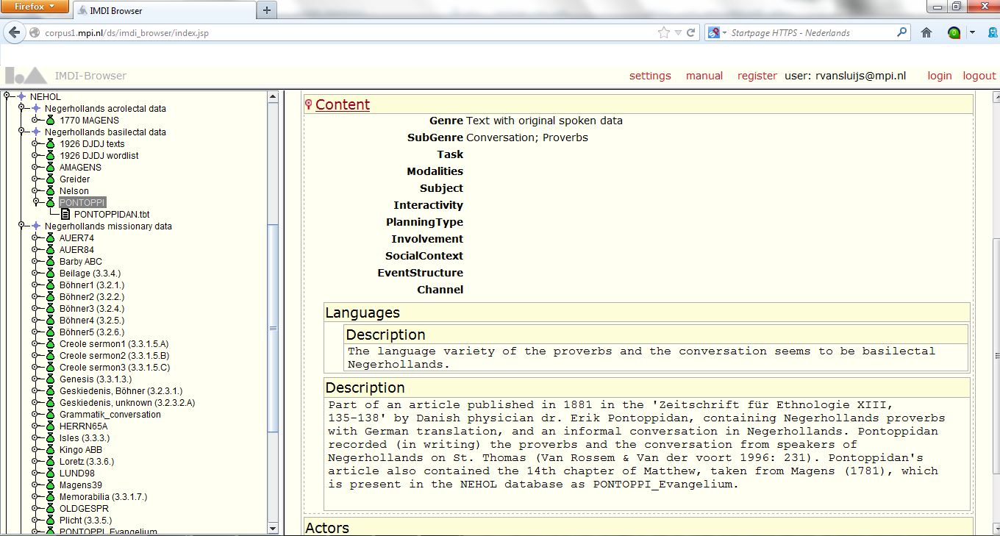 Firefox
IMDI Browser
corpus1.mpi.nl/ds/imdi_browser/index.jsp
Startpage HTTPS - Nederlands
0
IMDI-Browser
settings manual register user: rvansluijs@mpi.nl login logout
NEHOL
Negerhollands acrolectal data
1770 MAGENS
Negerhollands basilectal data
1926 DJDJ texts
1926 DJDJ wordlist
AMAGENS
Greider
Nelson
PONTOPPI
PONTOPPIDAN.tbt
Negerhollands missionary data
AUER74
AUER84
Barby ABC
Beilage (3.3.4.)
Böhner1 (3.2.1.)
Böhner2 (3.2.2.)
Böhner3 (3.2.4.)
Böhner4 (3.2.5.)
Böhner5 (3.2.6.)
Creole sermon1 (3.3.1.5.A)
Creole sermon2 (3.3.1.5.B)
Creole sermon3 (3.3.1.5.C)
Genesis (3.3.1.3.)
Geskiedenis, Böhner (3.2.3.1.)
Geskiedenis, unknown (3.2.3.2.A)
Grammatik_conversation
HERRN65A
Isles (3.3.3.)
Kingo ABB
Loretz (3.3.6.)
LUND98
Magens39
Memorabilia (3.3.1.7.)
OLDGESPR
Plicht (3.3.5.)
PONTOPPI_Evangelium
Content
Genre Text with original spoken data
SubGenre Conversation; Proverbs
Task
Modalities
Subject
Interactivity
PlanningType
Involvement
SocialContext
EventStructure
Channel
Languages
Description
The language variety of the proverbs and the conversation seems to be basilectal
Negerhollands.
Description
Part of an article published in 1881 in the 'Zeitschrift für Ethnologie XIII,
135-138' by Danish physician dr. Erik Pontoppidan, containing Negerhollands proverbs
with German translation, and an informal conversation in Negerhollands. Pontoppidan
recorded (in writing) the proverbs and the conversation from speakers of
Negerhollands on St. Thomas (Van Rossem & Van der voort 1996: 231). Pontoppidan's
article also contained the 14th chapter of Matthew, taken from Magens (1781), which
is present in the NEHOL database as PONTOPPI_Evangelium.
Actors